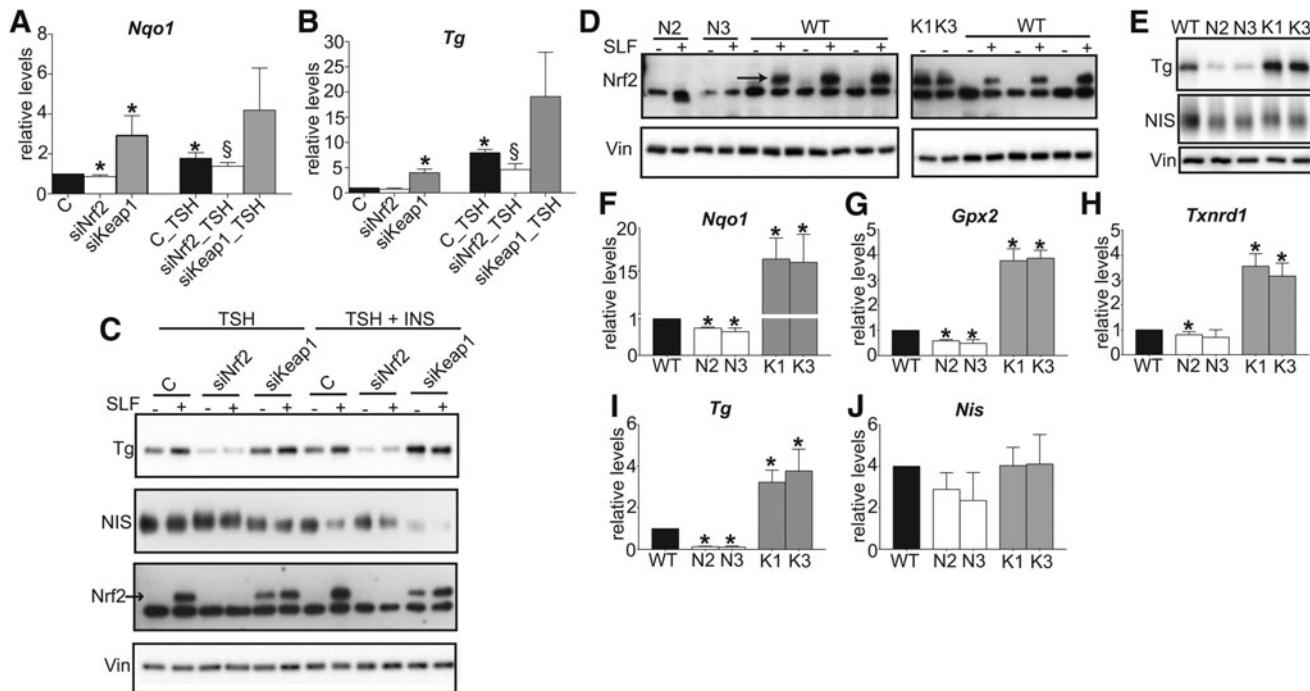 A
Nqo1
relative levels
8
6
4
2
0
C
siNrf2
siKeap1
C_TSH
siNrf2_TSH
siKeap1_TSH
* * * §
B
Tg
relative levels
30
25
20
15
10
5
0
C
siNrf2
siKeap1
C_TSH
siNrf2_TSH
siKeap1_TSH
* * §
C
TSH TSH + INS
C siNrf2 siKeap1 C siNrf2 siKeap1
SLF - + - + - + - + - + - +
Tg
NIS
Nrf2
Vin
D
N2 N3 WT K1 K3 WT
SLF - + - + - + - + - + - - - + - + - +
Nrf2
Vin
E
WT N2 N3 K1 K3
Tg
NIS
Vin
F
Nqo1
relative levels
20
15
1
0
* * * *
WT N2 N3 K1 K3
G
Gpx2
relative levels
5
4
3
2
1
0
* * * *
WT N2 N3 K1 K3
H
Txnrd1
relative levels
5
4
3
2
1
0
* * *
WT N2 N3 K1 K3
I
Tg
relative levels
6
4
2
0
* * * *
WT N2 N3 K1 K3
J
Nis
relative levels
6
4
2
0
WT N2 N3 K1 K3